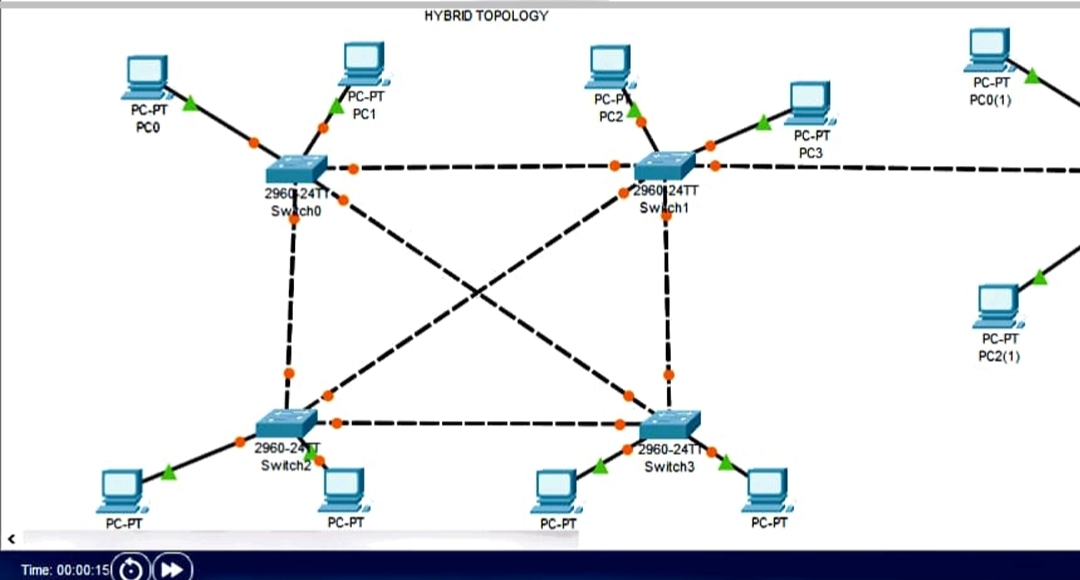 HYBRID TOPOLOGY
PC-PT
PC0
PC-PT
PC1
PC-PT
PC2
PC-PT
PC3
PC-PT
PC0(1)
2960-24TT
Switch0
2960-24TT
Switch1
PC-PT
PC2(1)
2960-24TT
Switch2
2960-24TT
Switch3
PC-PT
PC-PT
PC-PT
PC-PT
Time: 00:00:15